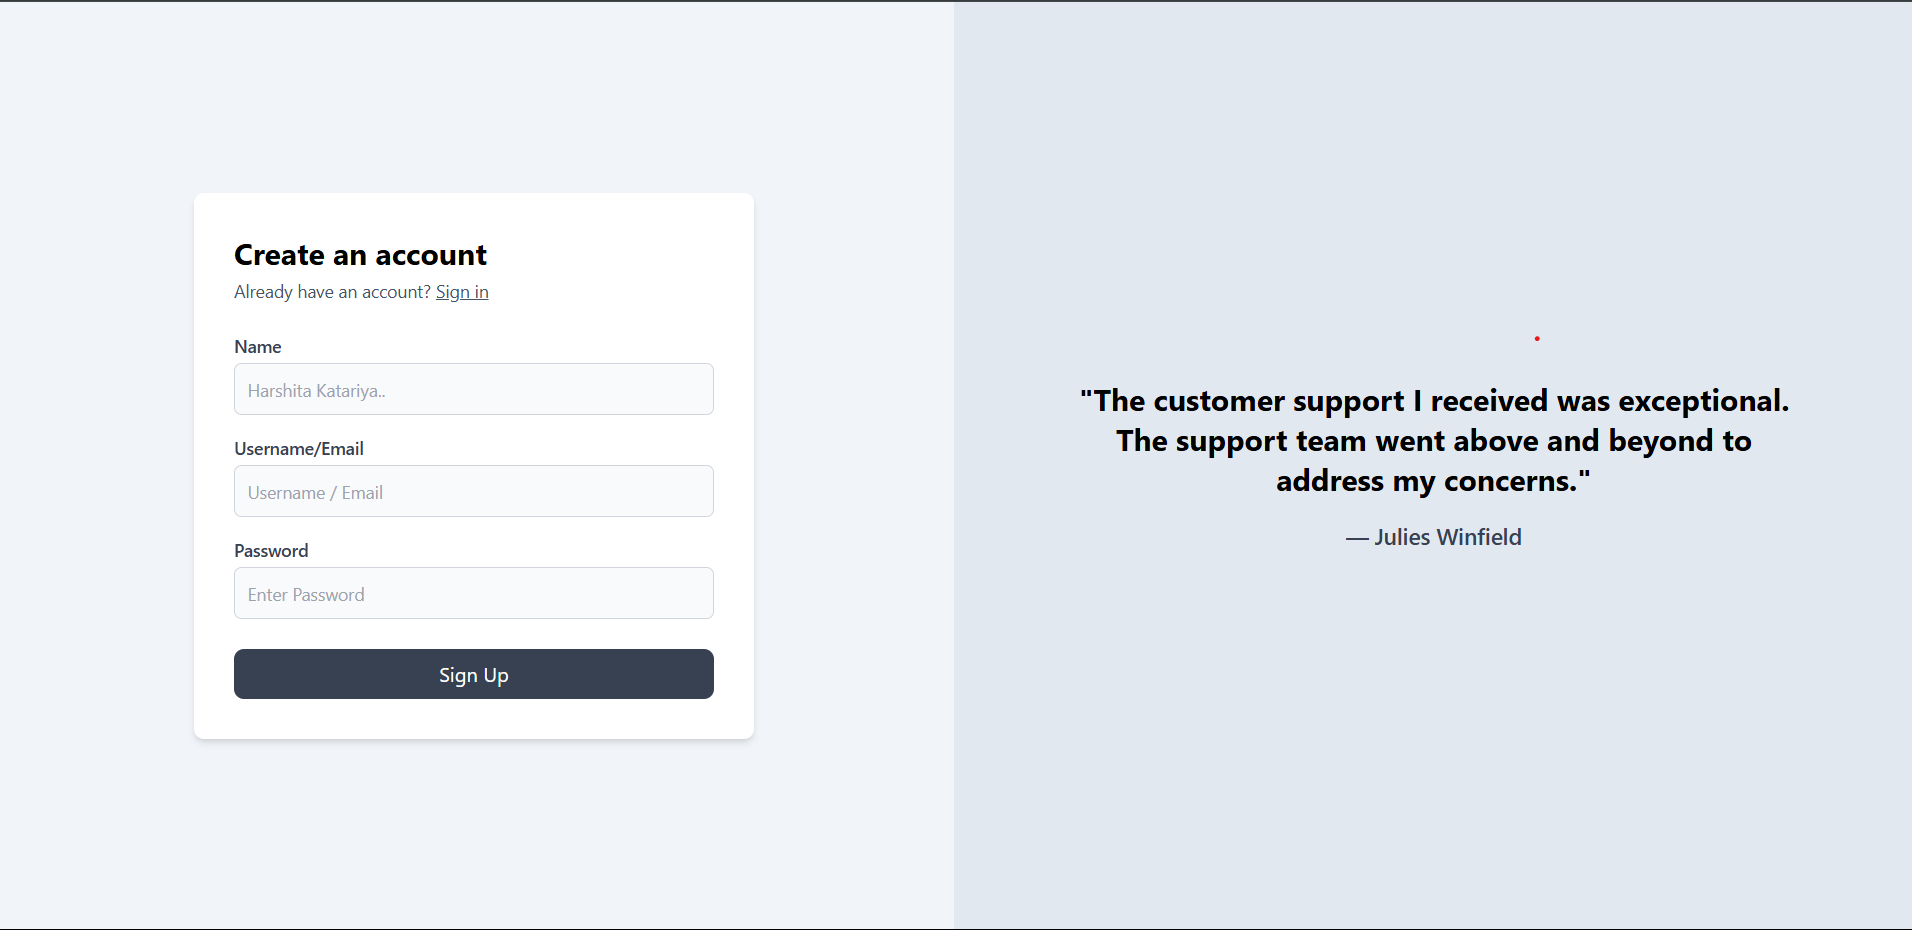 Create an account
Already have an account? Sign in
Name
Harshita Katariya..
Username/Email
Username / Email
Password
Enter Password
Sign Up
"The customer support I received was exceptional.
The support team went above and beyond to
address my concerns."
— Julies Winfield